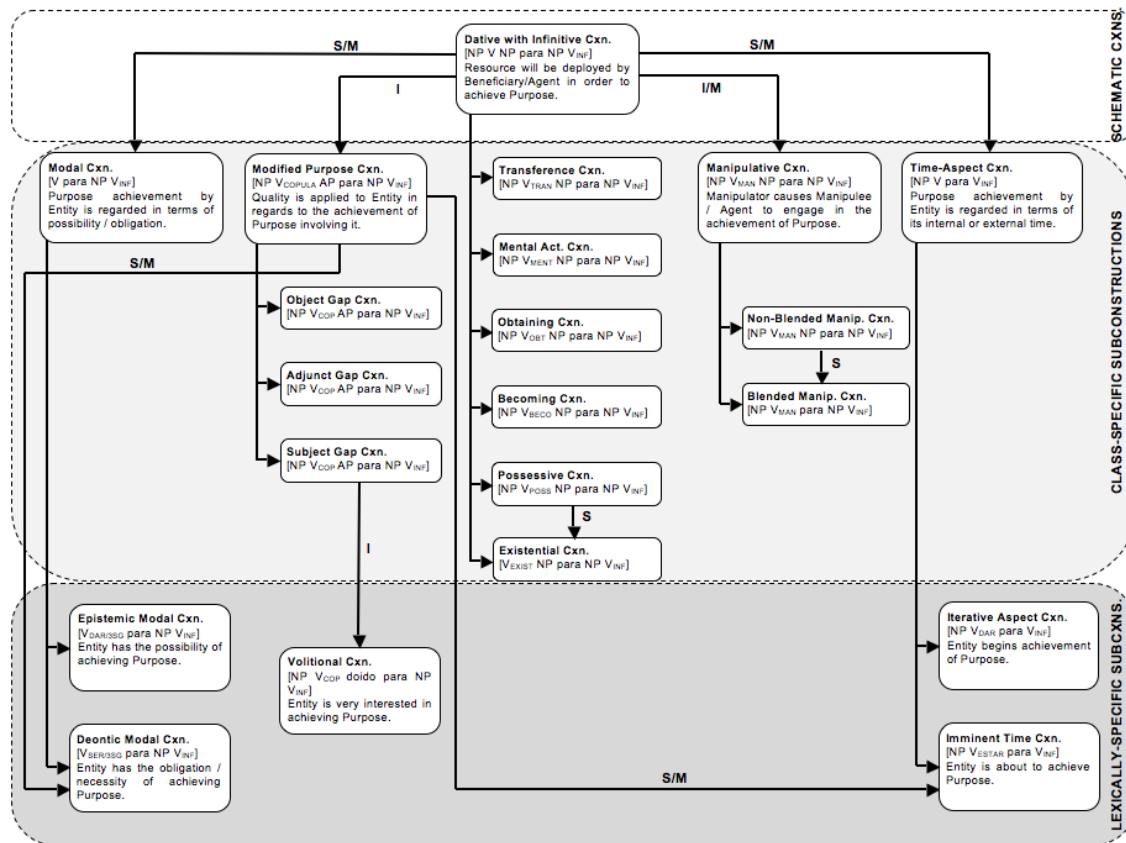 Dative with Infinitive Cxn.
[NP V NP para NP VINF]
Resource will be deployed by
Beneficiary/Agent in order to
achieve Purpose.
S/M
S/M
I
I/M
SCHEMATIC CXNS.
Modal Cxn.
[V para NP VINF]
Purpose achievement by
Entity is regarded in terms of
possibility / obligation.
Modified Purpose Cxn.
[NP VCOPULA AP para NP VINF]
Quality is applied to Entity in
regards to the achievement of
Purpose involving it.
Transference Cxn.
[NP VTRAN NP para NP VINF]
Manipulative Cxn.
[NP VMAN NP para NP VINF]
Manipulator causes Manipulee
/ Agent to engage in the
achievement of Purpose.
Time-Aspect Cxn.
[NP V para VINF]
Purpose achievement by
Entity is regarded in terms of
its internal or external time.
S/M
Mental Act. Cxn.
[NP VMENT NP para NP VINF]
Object Gap Cxn.
[NP VCOP AP para NP VINF]
Obtaining Cxn.
[NP VOBT NP para NP VINF]
Non-Blended Manip. Cxn.
[NP VMAN NP para NP VINF]
S
Adjunct Gap Cxn.
[NP VCOP AP para NP VINF]
Becoming Cxn.
[NP VBECO NP para NP VINF]
Blended Manip. Cxn.
[NP VMAN para NP VINF]
Subject Gap Cxn.
[NP VCOP AP para NP VINF]
Possessive Cxn.
[NP VPOSS NP para NP VINF]
S
I
Existential Cxn.
[VEXIST NP para NP VINF]
CLASS-SPECIFIC SUBCONSTRUCTIONS
Epistemic Modal Cxn.
[VDAR/3SG para NP VINF]
Entity has the possibility of
achieving Purpose.
Volitional Cxn.
[NP VCOP doido para NP
VINF]
Entity is very interested in
achieving Purpose.
Iterative Aspect Cxn.
[NP VDAR para VINF]
Entity begins achievement
of Purpose.
Deontic Modal Cxn.
[VSER/3SG para NP VINF]
Entity has the obligation /
necessity of achieving
Purpose.
S/M
Imminent Time Cxn.
[NP VESTAR para VINF]
Entity is about to achieve
Purpose.
LEXICALLY-SPECIFIC SUBCXNS.